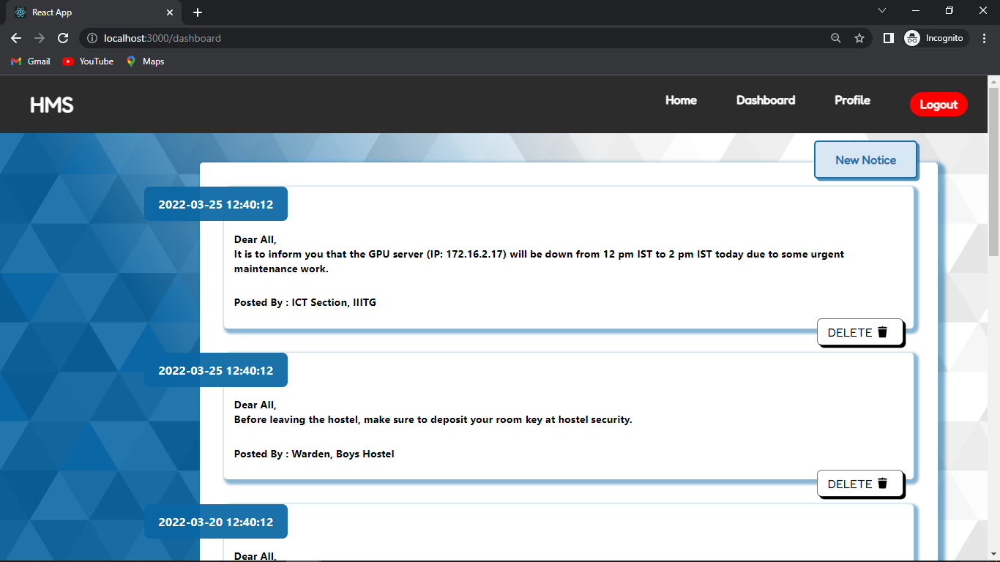 React App
localhost:3000/dashboard
Incognito
Gmail
YouTube
Maps
HMS
Home
Dashboard
Profile
Logout
New Notice
2022-03-25 12:40:12
Dear All,
It is to inform you that the GPU server (IP: 172.16.2.17) will be down from 12 pm IST to 2 pm IST today due to some urgent
maintenance work.
Posted By : ICT Section, IIITG
DELETE
2022-03-25 12:40:12
Dear All,
Before leaving the hostel, make sure to deposit your room key at hostel security.
Posted By : Warden, Boys Hostel
DELETE
2022-03-20 12:40:12
Dear All,